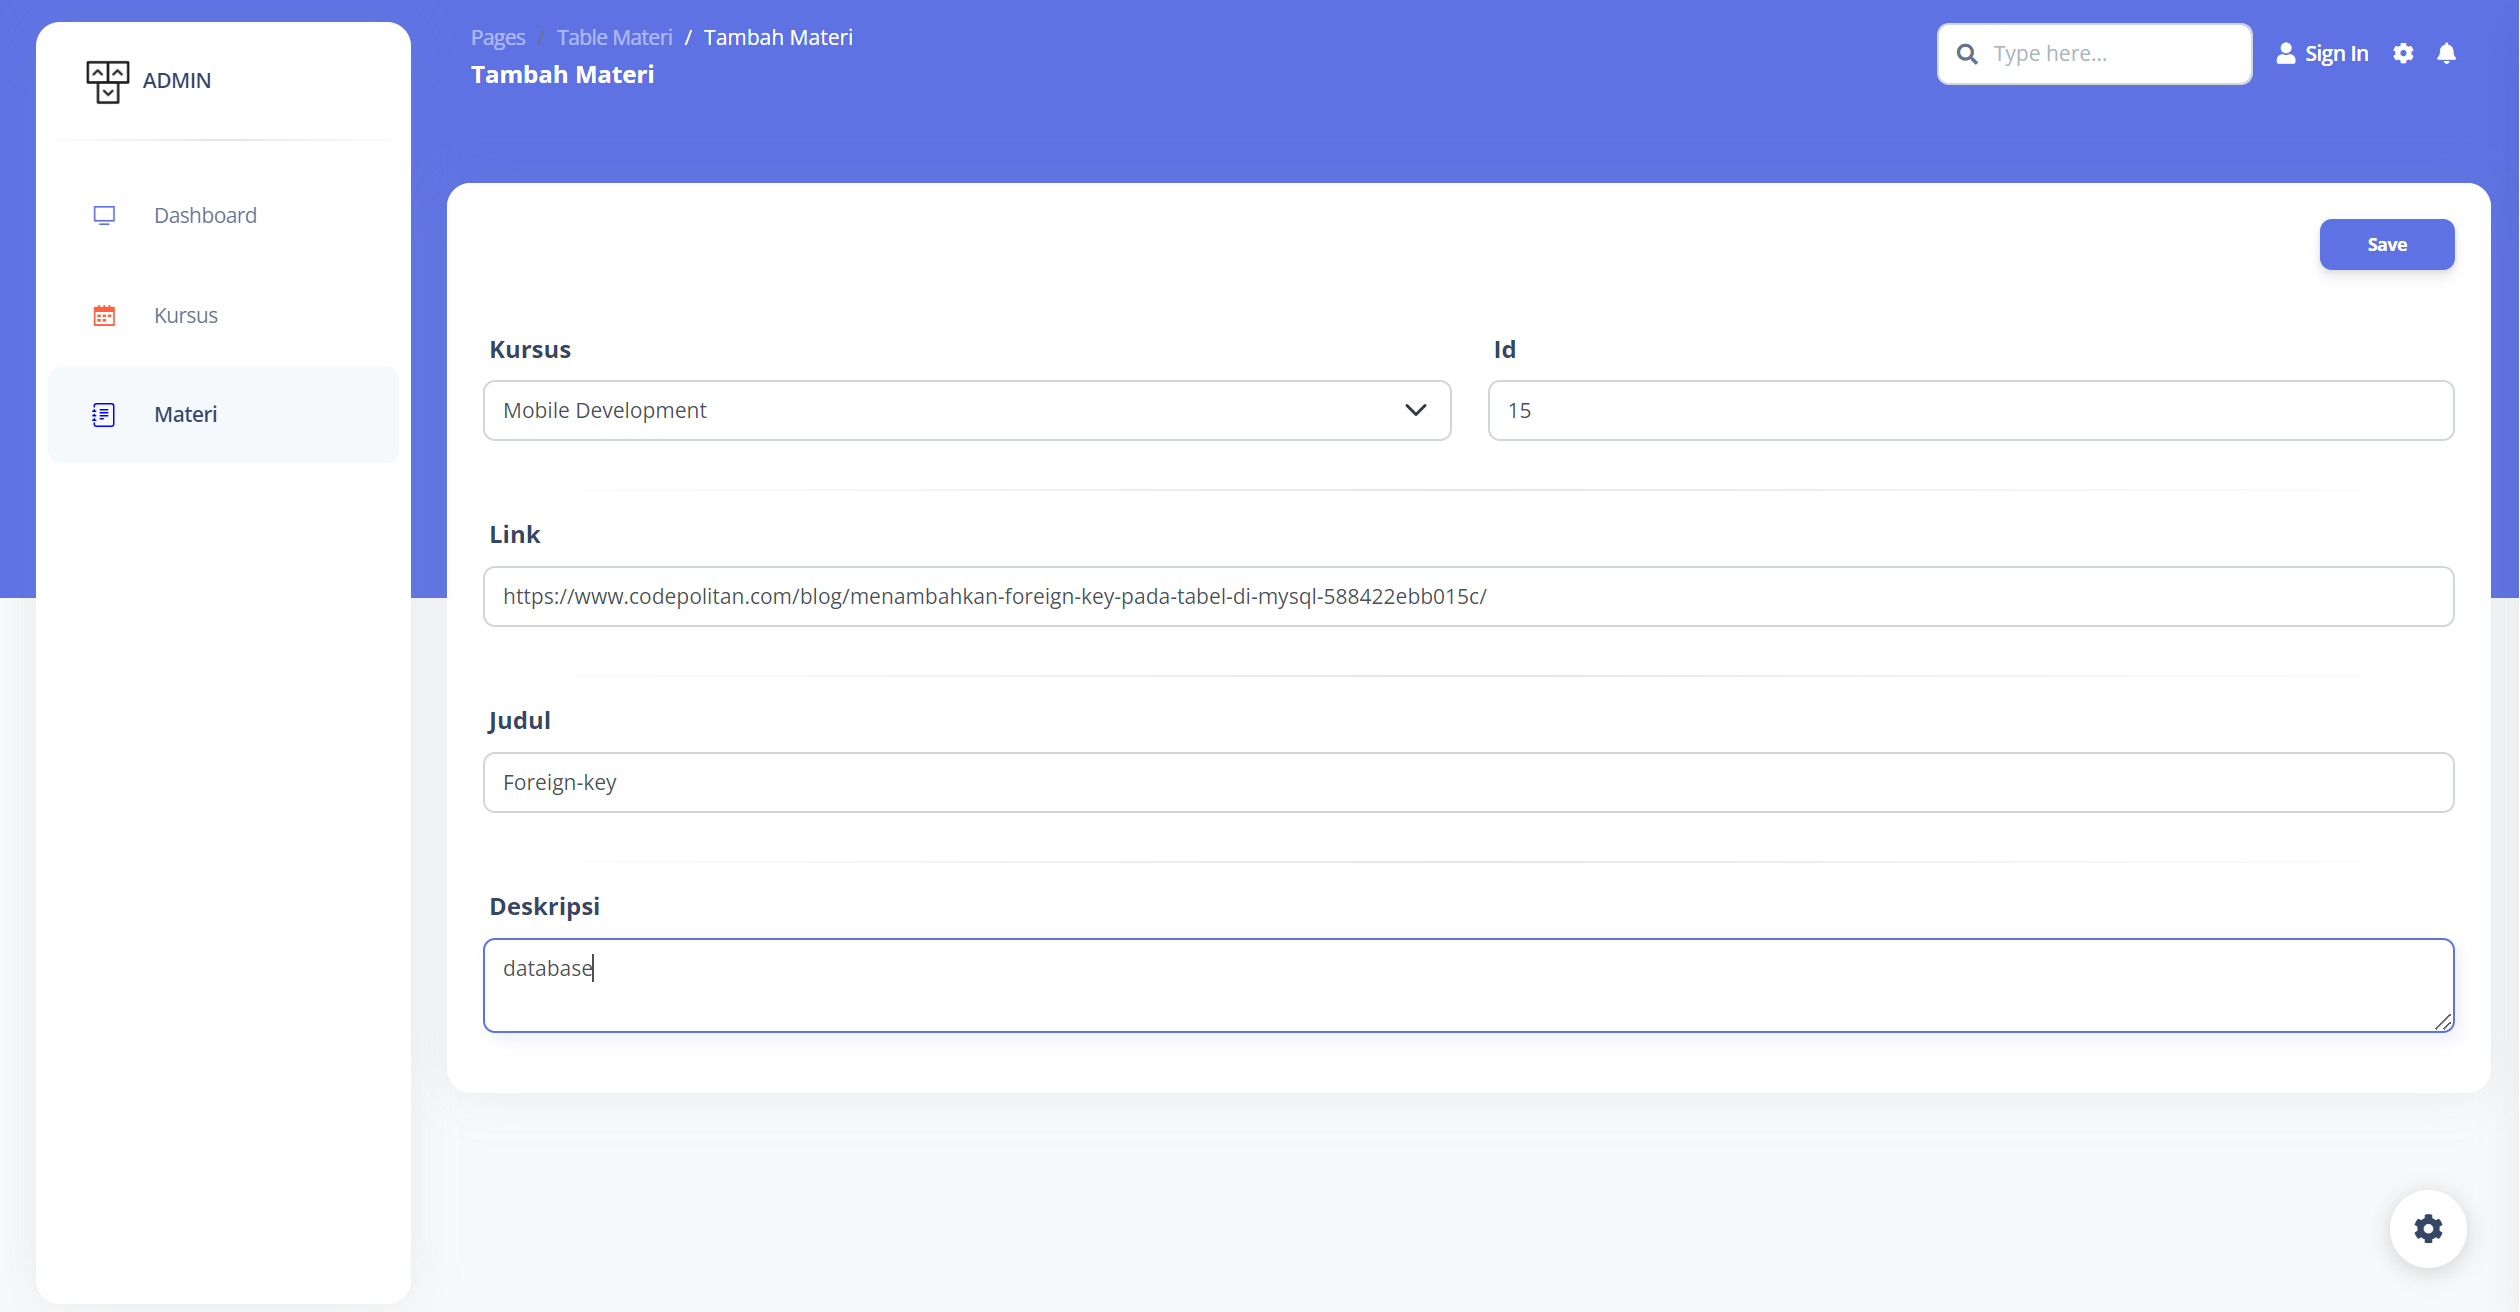 ADMIN
Dashboard
Kursus
Materi
Pages / Table Materi / Tambah Materi
Tambah Materi
Type here...
Sign In
Save
Kursus
Id
Mobile Development
15
Link
https://www.codepolitan.com/blog/menambahkan-foreign-key-pada-tabel-di-mysql-588422ebb015c/
Judul
Foreign-key
Deskripsi
database